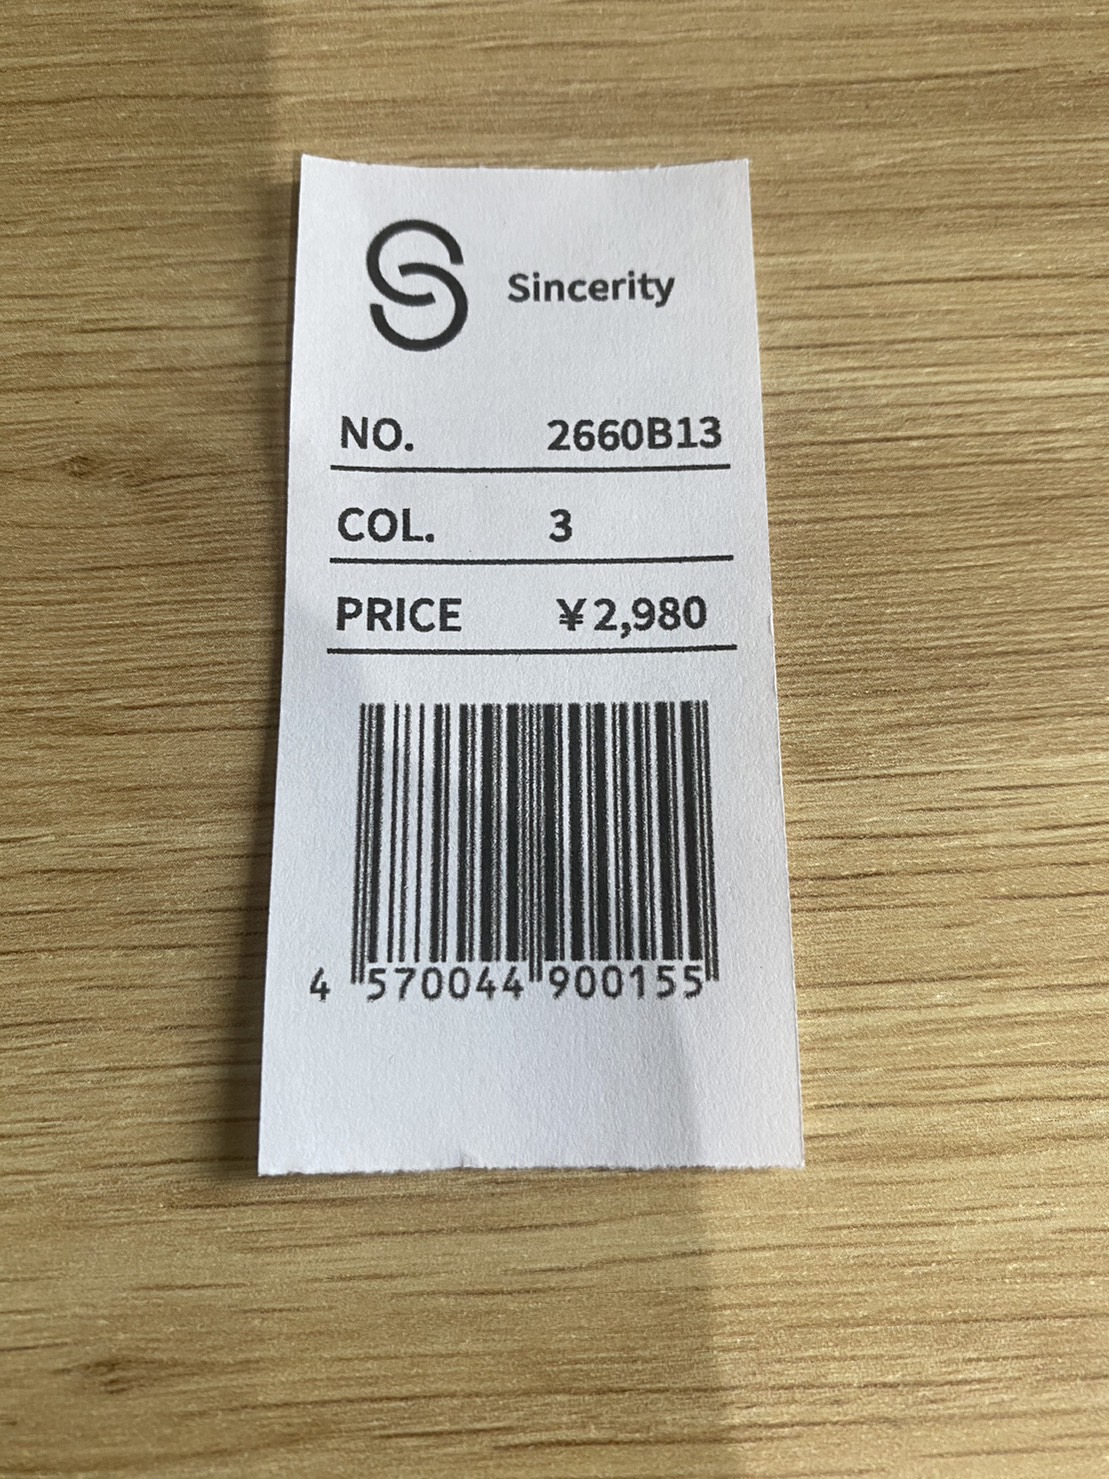 Sincerity
NO. 2660B13
COL. 3
PRICE ¥2,980
4 570044 900155